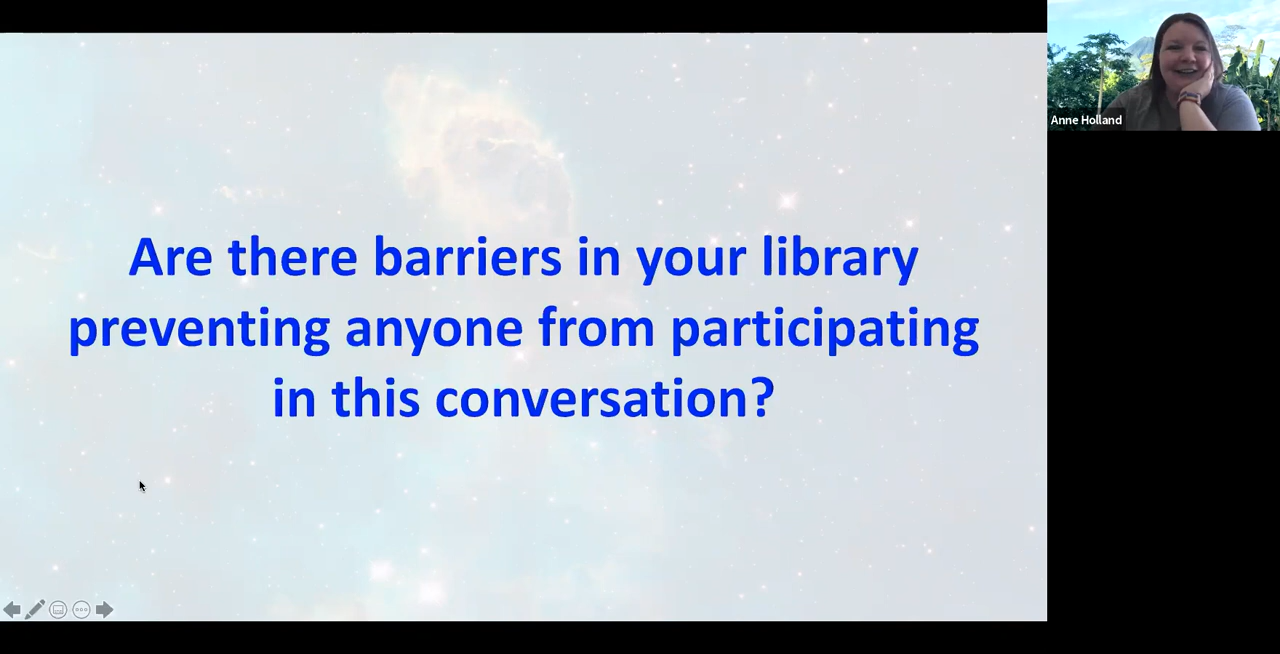 Are there barriers in your library
preventing anyone from participating
in this conversation?
Anne Holland